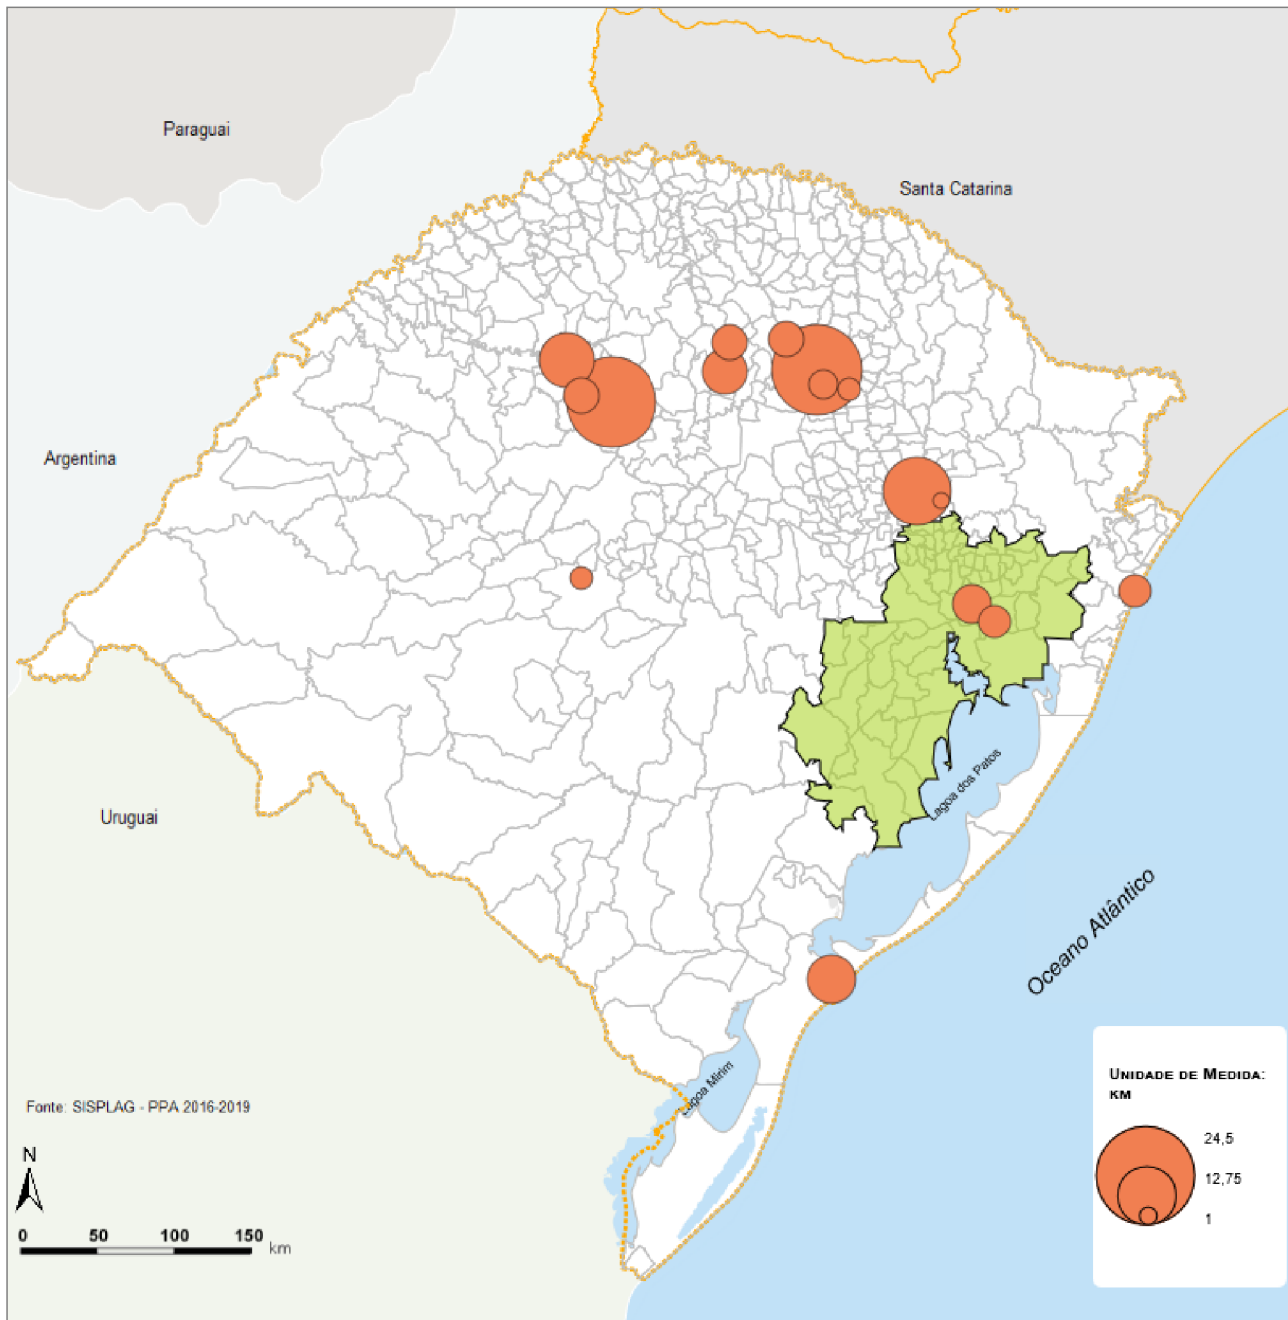 Paraguai
Santa Catarina
Argentina
Uruguai
Lagoa dos Patos
Oceano Atlântico
Lagoa Mirim
Fonte: SISPLAG - PPA 2016-2019
N
0 50 100 150
km
UNIDADE DE MEDIDA:
KM
24,5
12,75
1